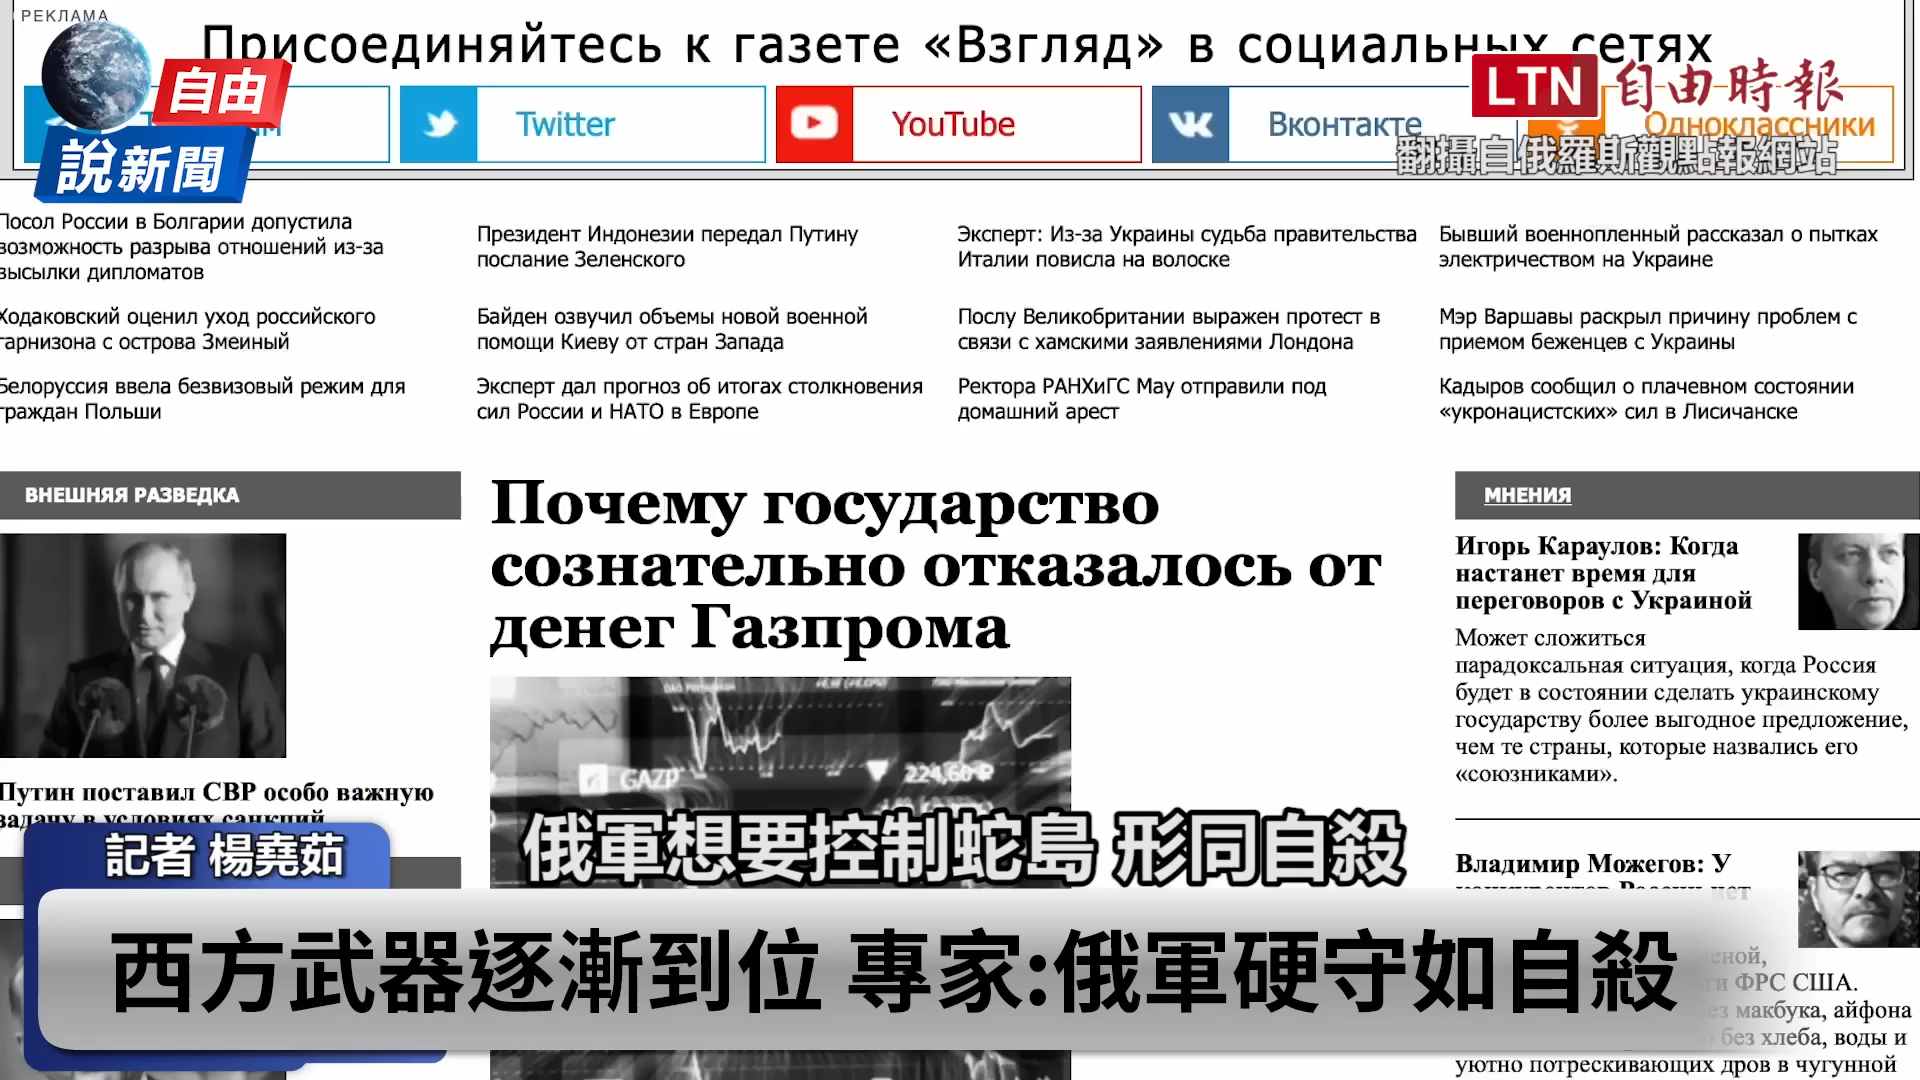 РЕКЛАМА
Присоединяйтесь к газете «Взгляд» в социальных сетях
自由
說新聞
LTN 自由時報
Twitter
YouTube
Вконтакте
Одноклассники
翻攝自俄羅斯觀點報網站
Посол России в Болгарии допустила
возможность разрыва отношений из-за
высылки дипломатов
Ходаковский оценил уход российского
гарнизона с острова Змеиный
Белоруссия ввела безвизовый режим для
граждан Польши
Президент Индонезии передал Путину
послание Зеленского
Байден озвучил объемы новой военной
помощи Киеву от стран Запада
Эксперт дал прогноз об итогах столкновения
сил России и НАТО в Европе
Эксперт: Из-за Украины судьба правительства
Италии повисла на волоске
Послу Великобритании выражен протест в
связи с хамскими заявлениями Лондона
Ректора РАНХиГС Мау отправили под
домашний арест
Бывший военнопленный рассказал о пытках
электричеством на Украине
Мэр Варшавы раскрыл причину проблем с
приемом беженцев с Украины
Кадыров сообщил о плачевном состоянии
«укронацистских» сил в Лисичанске
ВНЕШНЯЯ РАЗВЕДКА
Путин поставил СВР особо важную
задачу в условиях санкций
Почему государство
сознательно отказалось от
денег Газпрома
GAZP
224,60 ₽
МНЕНИЯ
Игорь Караулов: Когда
настанет время для
переговоров с Украиной
Может сложиться
парадоксальная ситуация, когда Россия
будет в состоянии сделать украинскому
государству более выгодное предложение,
чем те страны, которые назвались его
«союзниками».
Владимир Можегов: У
ФРС США.
без макбука, айфона
без хлеба, воды и
уютно потрескивающих дров в чугунной
俄軍想要控制蛇島 形同自殺
記者 楊堯茹
西方武器逐漸到位 專家:俄軍硬守如自殺